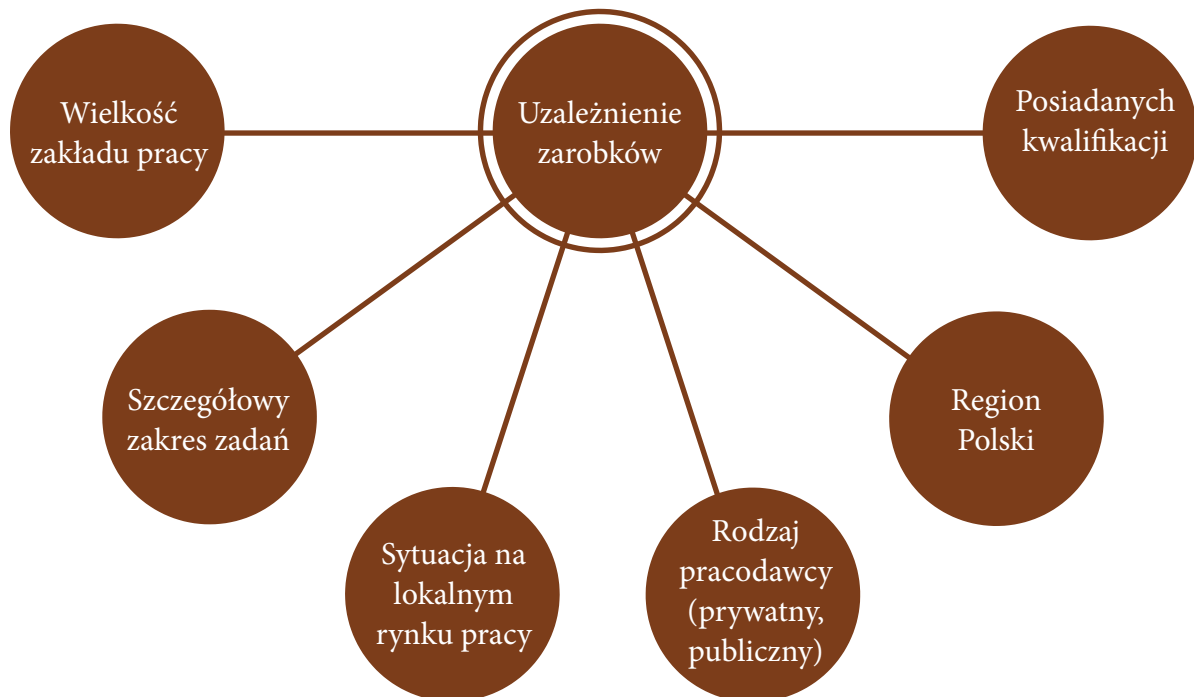 Wielkość
zakładu pracy
Uzależnienie
zarobków
Posiadanych
kwalifikacji
Szczegółowy
zakres zadań
Region
Polski
Sytuacja na
lokalnym
rynku pracy
Rodzaj
pracodawcy
(prywatny,
publiczny)